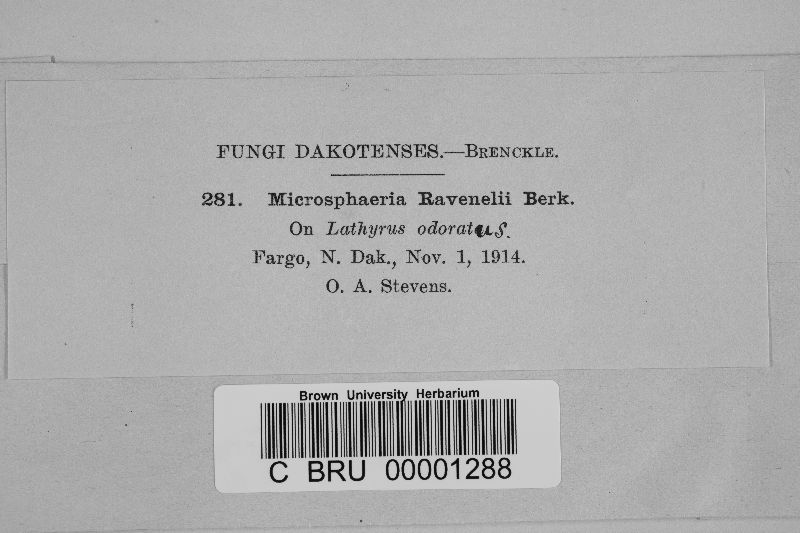 FUNGI DAKOTENSES.—BRENCKLE.
281. Microsphaeria Ravenelii Berk.
On Lathyrus odoratus.
Fargo, N. Dak., Nov. 1, 1914.
O. A. Stevens.
Brown University Herbarium
C BRU 00001288